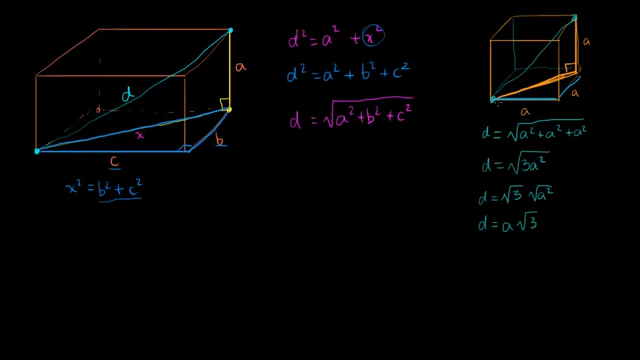 d
a
x
b
c
x² = b² + c²
d² = a² + x²
d² = a² + b² + c²
d = √a² + b² + c²
a
a
a
d = √a² + a² + a²
d = √3a²
d = √3 √a²
d = a √3